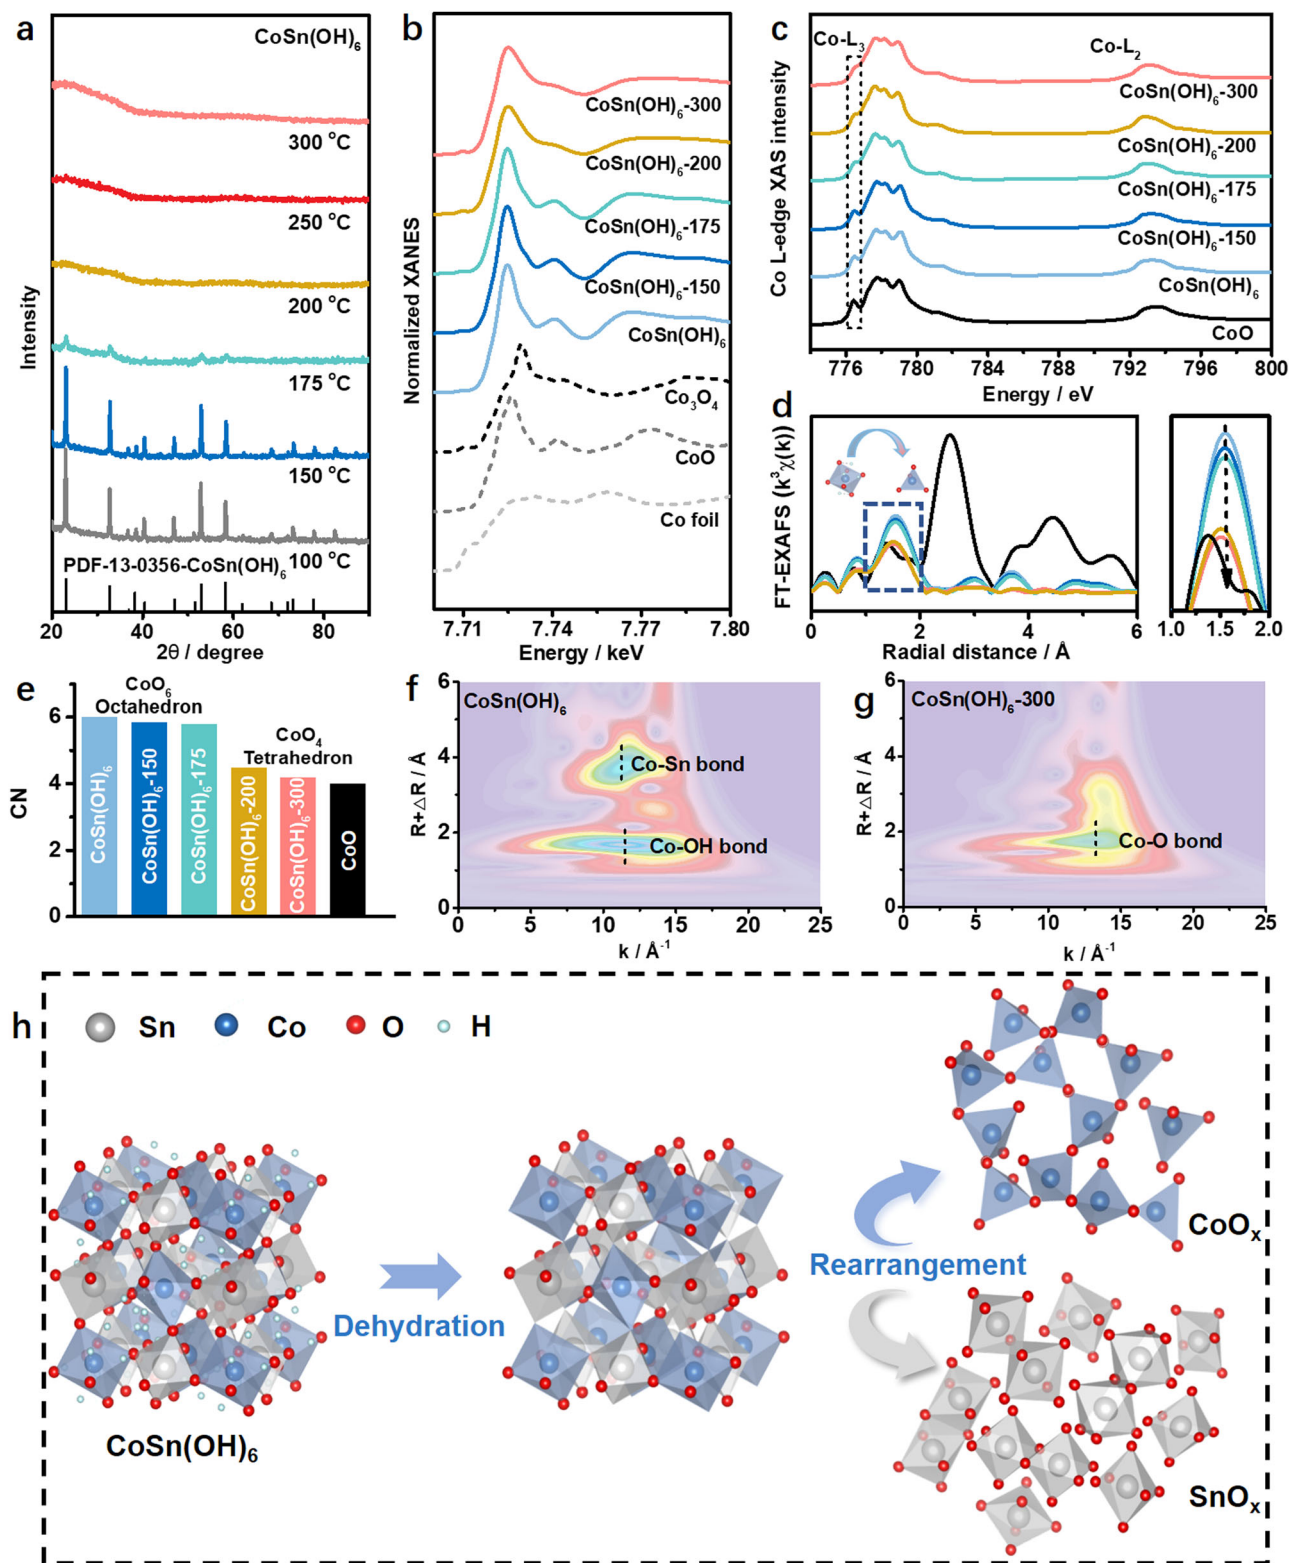 a
CoSn(OH)6
300 °C
250 °C
200 °C
175 °C
150 °C
100 °C
PDF-13-0356-CoSn(OH)6
Intensity
20 40 60 80
2θ / degree
b
CoSn(OH)6-300
CoSn(OH)6-200
CoSn(OH)6-175
CoSn(OH)6-150
CoSn(OH)6
Co3O4
CoO
Co foil
Normalized XANES
7.71 7.74 7.77 7.80
Energy / keV
c
Co-L3
Co-L2
CoSn(OH)6-300
CoSn(OH)6-200
CoSn(OH)6-175
CoSn(OH)6-150
CoSn(OH)6
CoO
Co L-edge XAS intensity
776 780 784 788 792 796 800
Energy / eV
d
FT-EXAFS (k3χ(k))
0 2 4 6
Radial distance / Å
1.0 1.5 2.0
e
CoO6
Octahedron
CoO4
Tetrahedron
CN
6
4
2
0
CoSn(OH)6
CoSn(OH)6-150
CoSn(OH)6-175
CoSn(OH)6-200
CoSn(OH)6-300
CoO
f
CoSn(OH)6
Co-Sn bond
Co-OH bond
R+△R / Å
6
4
2
0
0 5 10 15 20 25
k / Å-1
g
CoSn(OH)6-300
Co-O bond
R+△R / Å
6
4
2
0
0 5 10 15 20 25
k / Å-1
h
Sn Co O H
CoSn(OH)6
Dehydration
Rearrangement
CoOx
SnOx